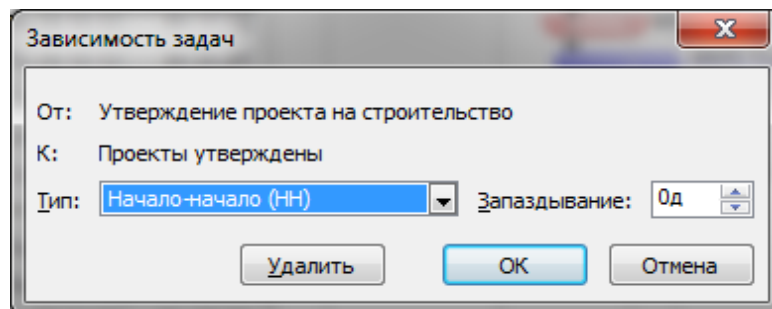 Зависимость задач
От: Утверждение проекта на строительство
К: Проекты утверждены
Тип: Начало-начало (НН) Запаздывание: 0д
Удалить ОК Отмена